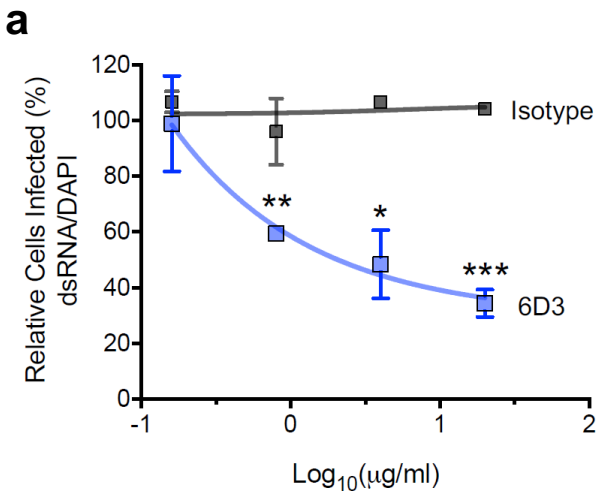 a
Relative Cells Infected (%)
dsRNA/DAPI
120
100
80
60
40
20
0
Isotype
**
*
***
6D3
-1
0
1
2
Log10(μg/ml)